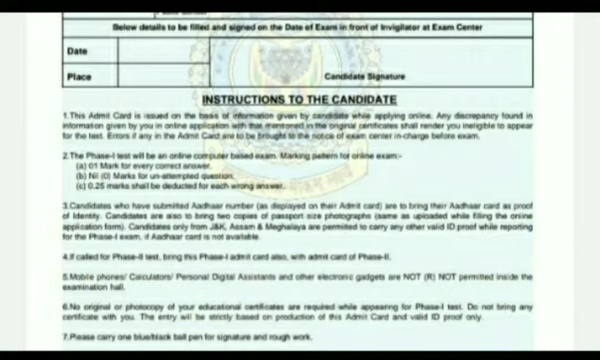 Below details to be filled and signed on the Date of Exam in front of Invigilator at Exam Center
Date
Place
Candidate Signature
INSTRUCTIONS TO THE CANDIDATE
1.This Admit Card is issued on the basis of information given by candidate while applying online. Any discrepancy found in
information given by you in online application with that mentioned in the original certificates shall render you ineligible to appear
for the test. Errors if any in the Admit Card are to be brought to the notice of exam center in-charge before exam.
2.The Phase-I test will be an online computer based exam. Marking pattern for online exam:-
(a) 01 Mark for every correct answer.
(b) Nil (0) Marks for un-attempted question.
(c) 0.25 marks shall be deducted for each wrong answer.
3.Candidates who have submitted Aadhaar number (as displayed on their Admit card) are to bring their Aadhaar card as proof
of Identity. Candidates are also to bring two copies of passport size photographs (same as uploaded while filling the online
application form). Candidates only from J&K, Assam & Meghalaya are permitted to carry any other valid ID proof while reporting
for the Phase-I exam, if Aadhaar card is not available.
4.If called for Phase-II test, bring this Phase-I admit card also, with admit card of Phase-II.
5.Mobile phones/ Calculators/ Personal Digital Assistants and other electronic gadgets are NOT (R) NOT permitted inside the
examination hall.
6.No original or photocopy of your educational certificates are required while appearing for Phase-I test. Do not bring any
certificate with you. The entry will be strictly based on production of this Admit Card and valid ID proof only.
7.Please carry one blue/black ball pen for signature and rough work.